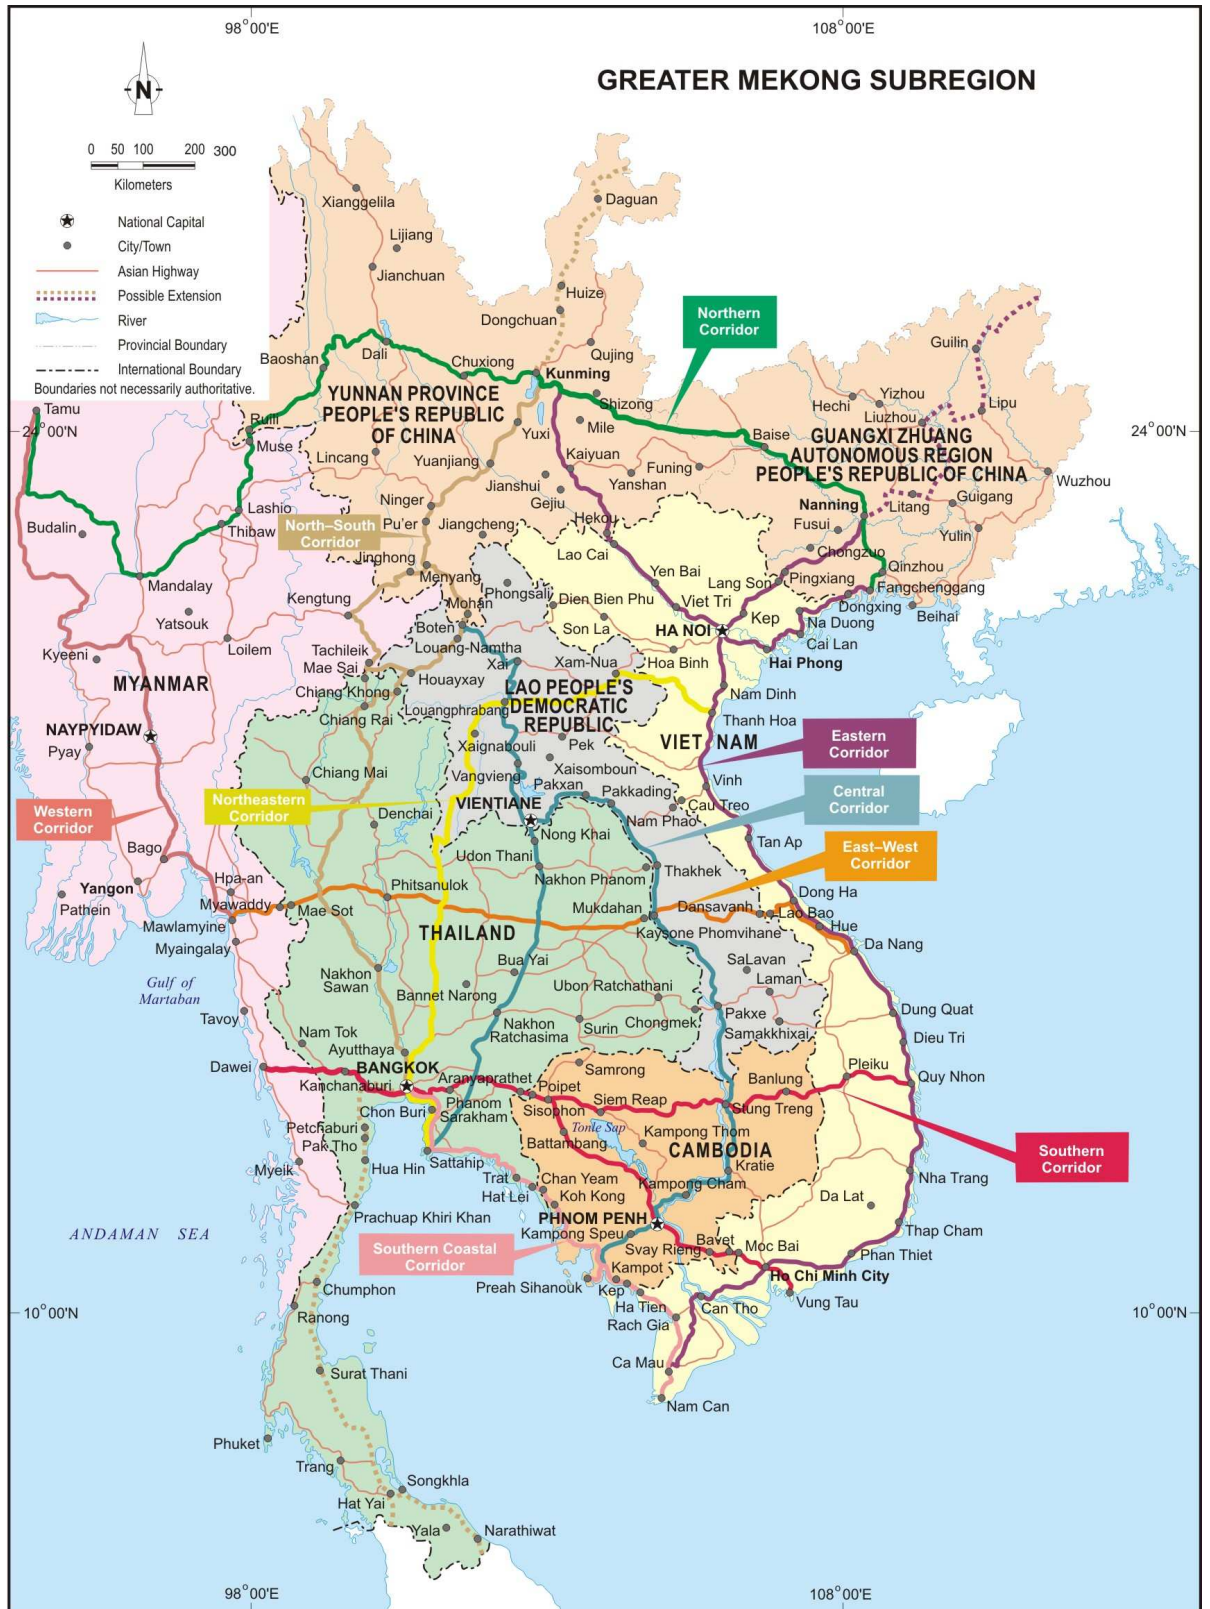 98°00'E
108°00'E
GREATER MEKONG SUBREGION
N
0 50 100 200 300
Kilometers
National Capital
City/Town
Asian Highway
Possible Extension
River
Provincial Boundary
International Boundary
Boundaries not necessarily authoritative.
Xianggelila
Daguan
Lijiang
Jianchuan
Huize
Dongchuan
Northern
Corridor
Guilin
Baoshan
Dali
Chuxiong
Qujing
Kunming
YUNNAN PROVINCE
PEOPLE'S REPUBLIC
OF CHINA
Shizong
Hechi
Yizhou
Liuzhou
Lipu
Tamu
24°00'N
Ruili
Muse
Mile
Yuxi
Baise
GUANGXI ZHUANG
AUTONOMOUS REGION
PEOPLE'S REPUBLIC OF CHINA
24°00'N
Lincang
Yuanjiang
Kaiyuan
Yanshan
Funing
Wuzhou
Jianshui
Gejiu
Ninger
Nanning
Litang
Guigang
Lashio
Thibaw
North–South
Corridor
Pu'er
Jiangcheng
Hekou
Fusui
Yulin
Budalin
Jinghong
Menyang
Lao Cai
Chongzuo
Mandalay
Yen Bai
Lang Son
Pingxiang
Qinzhou
Fangchenggang
Kengtung
Phongsali
Dien Bien Phu
Viet Tri
Dongxing
Beihai
Yatsouk
Mohan
Boten
Son La
HA NOI
Kep
Na Duong
Cai Lan
Loilem
Tachileik
Mae Sai
Louang-Namtha
Xai
Xam-Nua
Hoa Binh
Hai Phong
Kyeeni
MYANMAR
Chiang Khong
Houayxay
LAO PEOPLE'S
DEMOCRATIC
REPUBLIC
Nam Dinh
Chiang Rai
Louangphrabang
Thanh Hoa
NAYPYIDAW
Pyay
Xaignabouli
Pek
VIET NAM
Eastern
Corridor
Chiang Mai
Vangvieng
Xaisomboun
Pakxan
Pakkading
Vinh
Western
Corridor
Northeastern
Corridor
VIENTIANE
Cau Treo
Nam Phao
Central
Corridor
Denchai
Nong Khai
Tan Ap
East–West
Corridor
Bago
Udon Thani
Nakhon Phanom
Thakhek
Yangon
Hpa-an
Myawaddy
Phitsanulok
Dong Ha
Pathein
Mae Sot
Mukdahan
Dansavanh
Lao Bao
Hue
Mawlamyine
THAILAND
Kaysone Phomvihane
Da Nang
Myaingalay
Bua Yai
SaLavan
Laman
Gulf of
Martaban
Nakhon
Sawan
Bannet Narong
Ubon Ratchathani
Tavoy
Nakhon
Ratchasima
Surin
Chongmek
Pakxe
Samakkhixai
Dung Quat
Nam Tok
Ayutthaya
Dieu Tri
Dawei
BANGKOK
Kanchanaburi
Aranyaprathet
Poipet
Samrong
Banlung
Pleiku
Quy Nhon
Chon Buri
Phanom
Sarakham
Sisophon
Siem Reap
Stung Treng
Petchaburi
Pak Tho
Battambang
Tonle Sap
Kampong Thom
CAMBODIA
Southern
Corridor
Myeik
Hua Hin
Sattahip
Kratie
Nha Trang
Trat
Hat Lei
Chan Yeam
Koh Kong
Kampong Cham
Da Lat
Prachuap Khiri Khan
PHNOM PENH
Thap Cham
ANDAMAN SEA
Southern Coastal
Corridor
Kampong Speu
Svay Rieng
Bavet
Moc Bai
Phan Thiet
Kampot
Ho Chi Minh City
Chumphon
Preah Sihanouk
Kep
Ha Tien
Can Tho
Vung Tau
10°00'N
Ranong
Rach Gia
10°00'N
Surat Thani
Ca Mau
Nam Can
Phuket
Trang
Songkhla
Hat Yai
Yala
Narathiwat
98°00'E
108°00'E